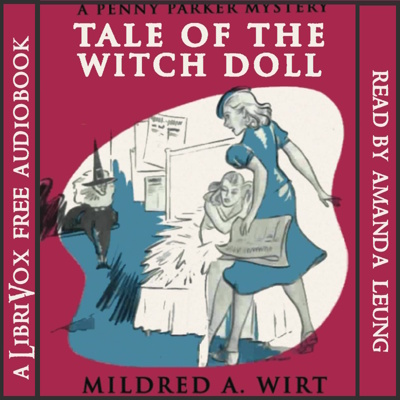 A PENNY PARKER MYSTERY
TALE OF THE
WITCH DOLL
A LIBRIVOX FREE AUDIOBOOK
READ BY AMANDA LEUNG
MILDRED A. WIRT